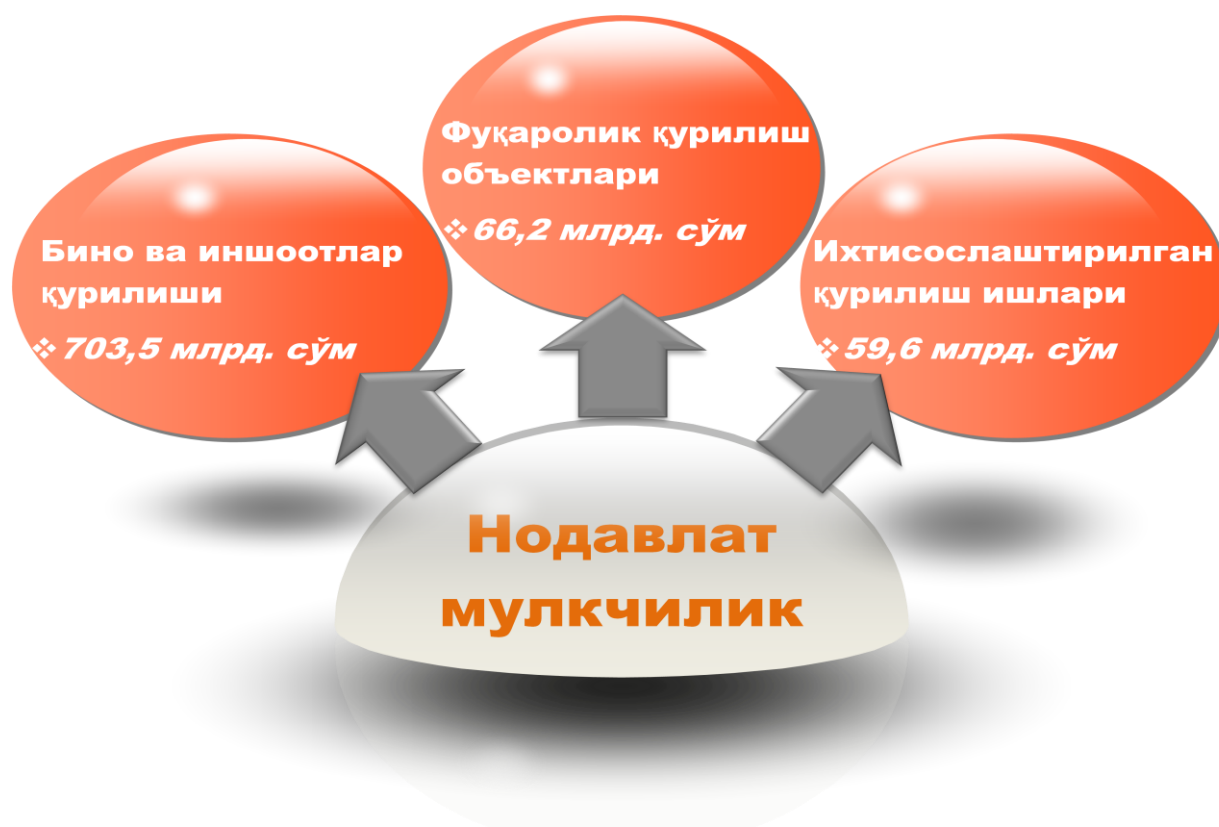 Фуқаролик қурилиш
объектлари
❖ 66,2 млрд. сўм
Бино ва иншоотлар
қурилиши
❖ 703,5 млрд. сўм
Ихтисослаштирилган
қурилиш ишлари
❖ 59,6 млрд. сўм
Нодавлат
мулкчилик